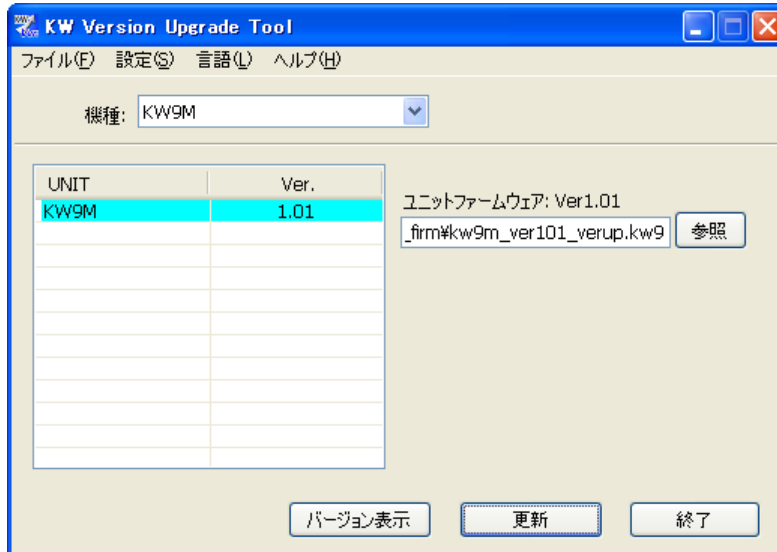 KW Version Upgrade Tool
ファイル(F) 設定(S) 言語(L) ヘルプ(H)
機種: KW9M
UNIT Ver.
KW9M 1.01
ユニットファームウェア: Ver1.01
_firm¥kw9m_ver101_verup.kw9 参照
バージョン表示 更新 終了